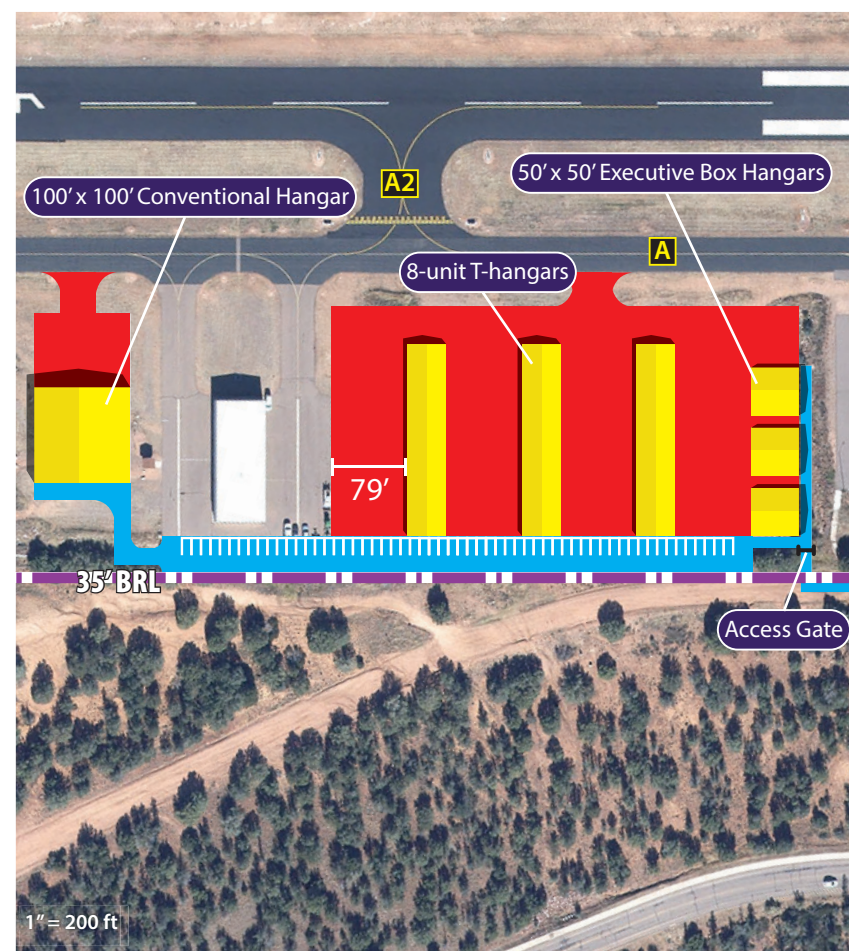 A2
50’ x 50’ Executive Box Hangars
100’ x 100’ Conventional Hangar
A
8-unit T-hangars
79’
35’ BRL
Access Gate
1” = 200 ft